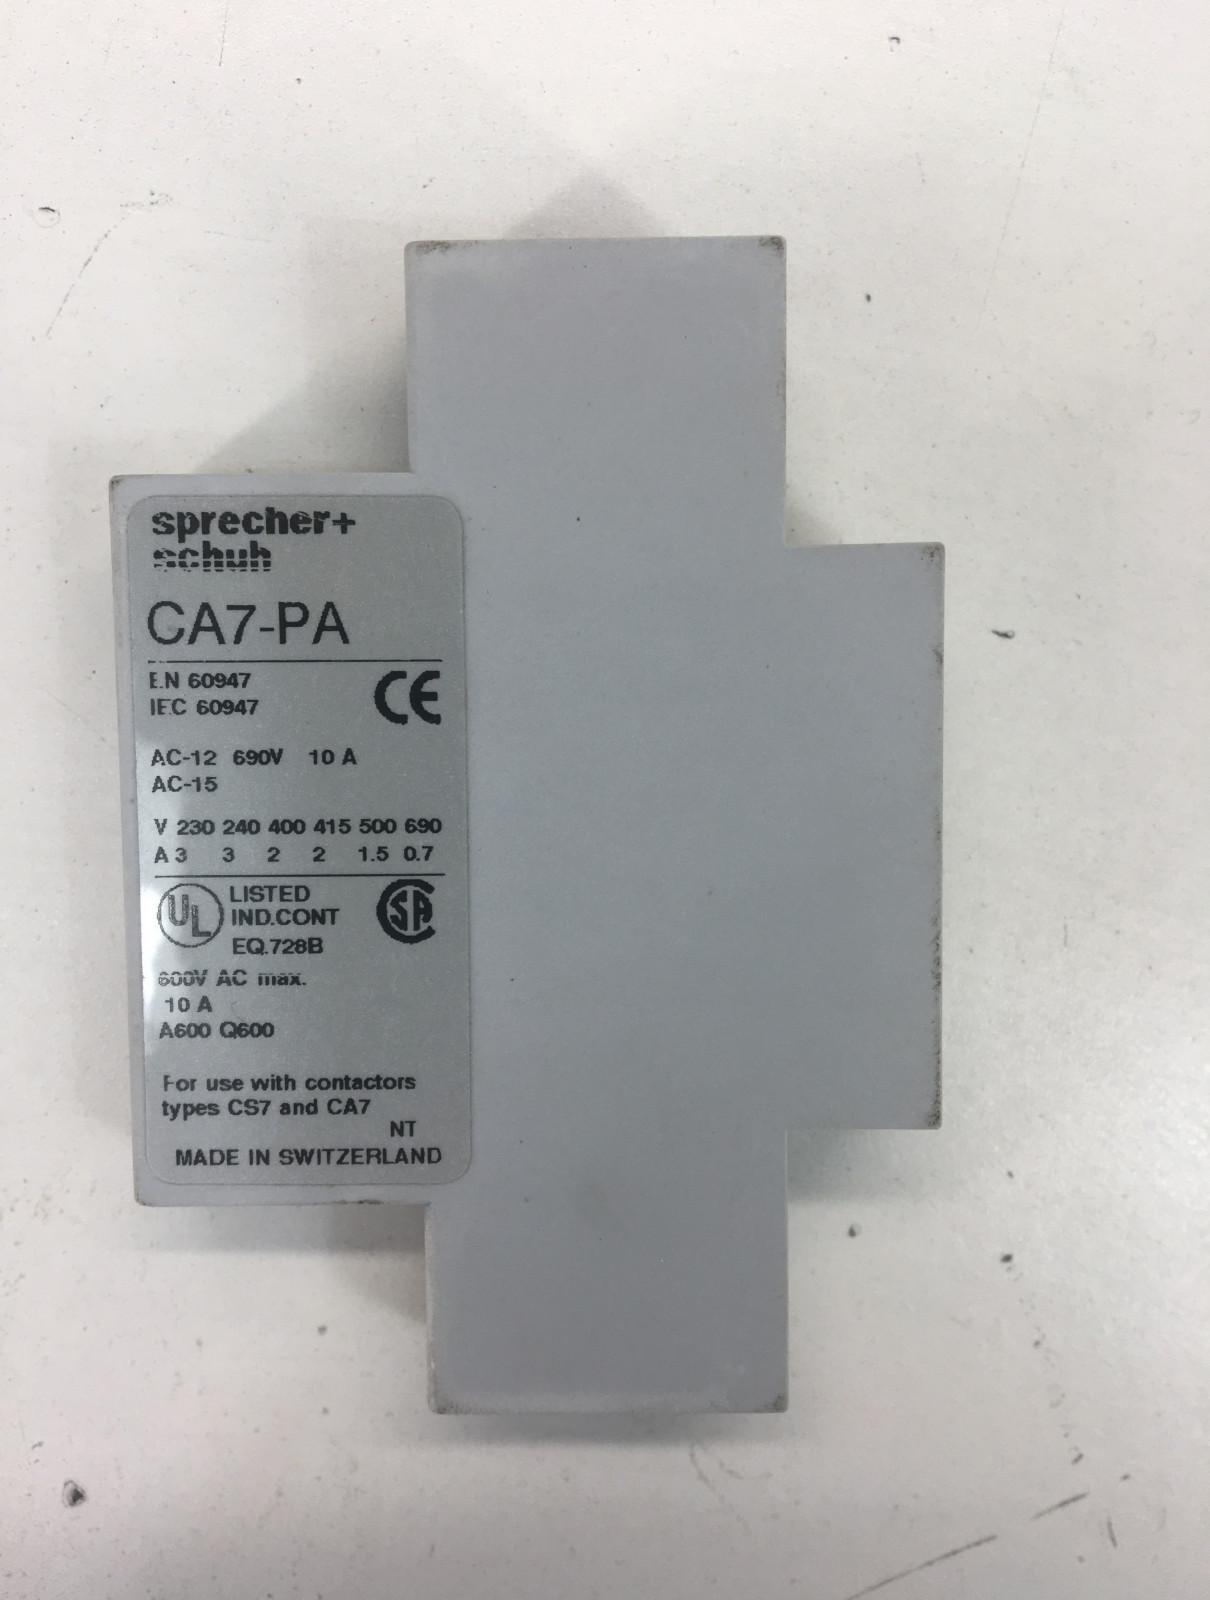 sprecher+
schuh
CA7-PA
EN 60947
IEC 60947
CE
AC-12 690V 10 A
AC-15
V 230 240 400 415 500 690
A 3 3 2 2 1.5 0.7
UL LISTED
IND.CONT
EQ.728B
SA
600V AC max.
10 A
A600 Q600
For use with contactors
types CS7 and CA7
NT
MADE IN SWITZERLAND